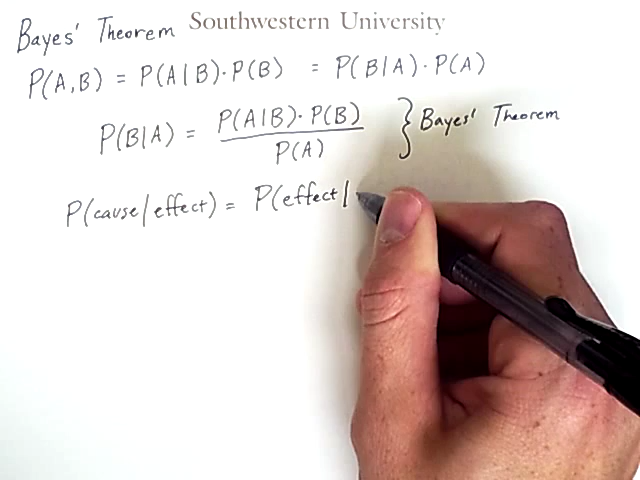 Bayes' Theorem Southwestern University
P(A,B) = P(A|B)·P(B) = P(B|A)·P(A)
P(B|A) = P(A|B)·P(B) / P(A) } Bayes' Theorem
P(cause/effect) = P(effect|